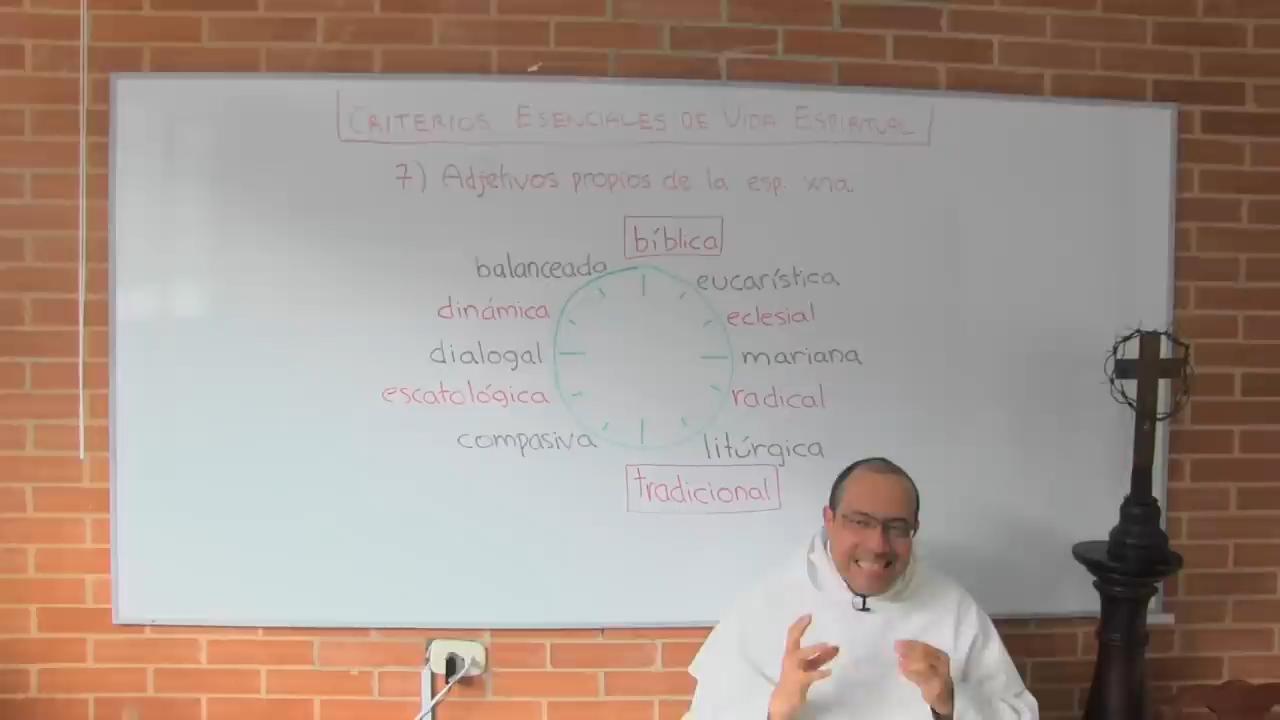 CRITERIOS ESENCIALES DE VIDA ESPIRITUAL
7) Adjetivos propios de la esp. xna.
bíblica
balanceada eucarística
dinámica eclesial
dialogal mariana
escatológica radical
compasiva litúrgica
tradicional